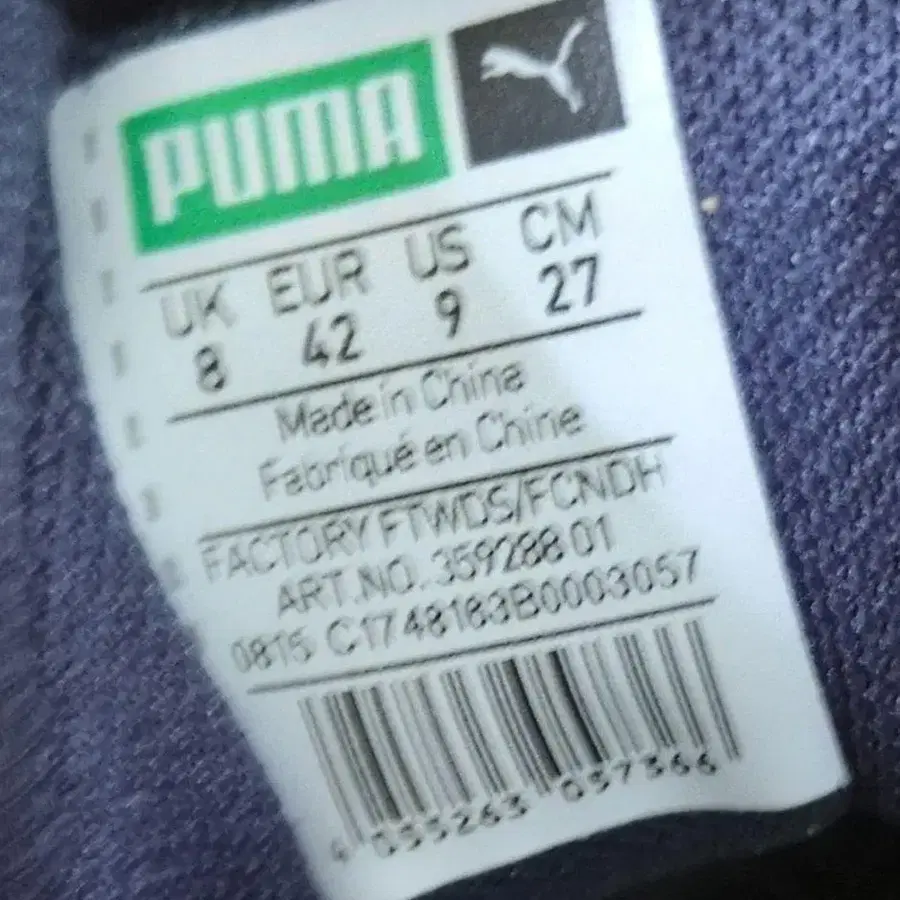 PUMA
UK EUR US CM
8 42 9 27
Made in China
Fabriqué en Chine
FACTORY FTWDS/FCNDH
ART.NO. 359288 01
0815 C1748183B0003057